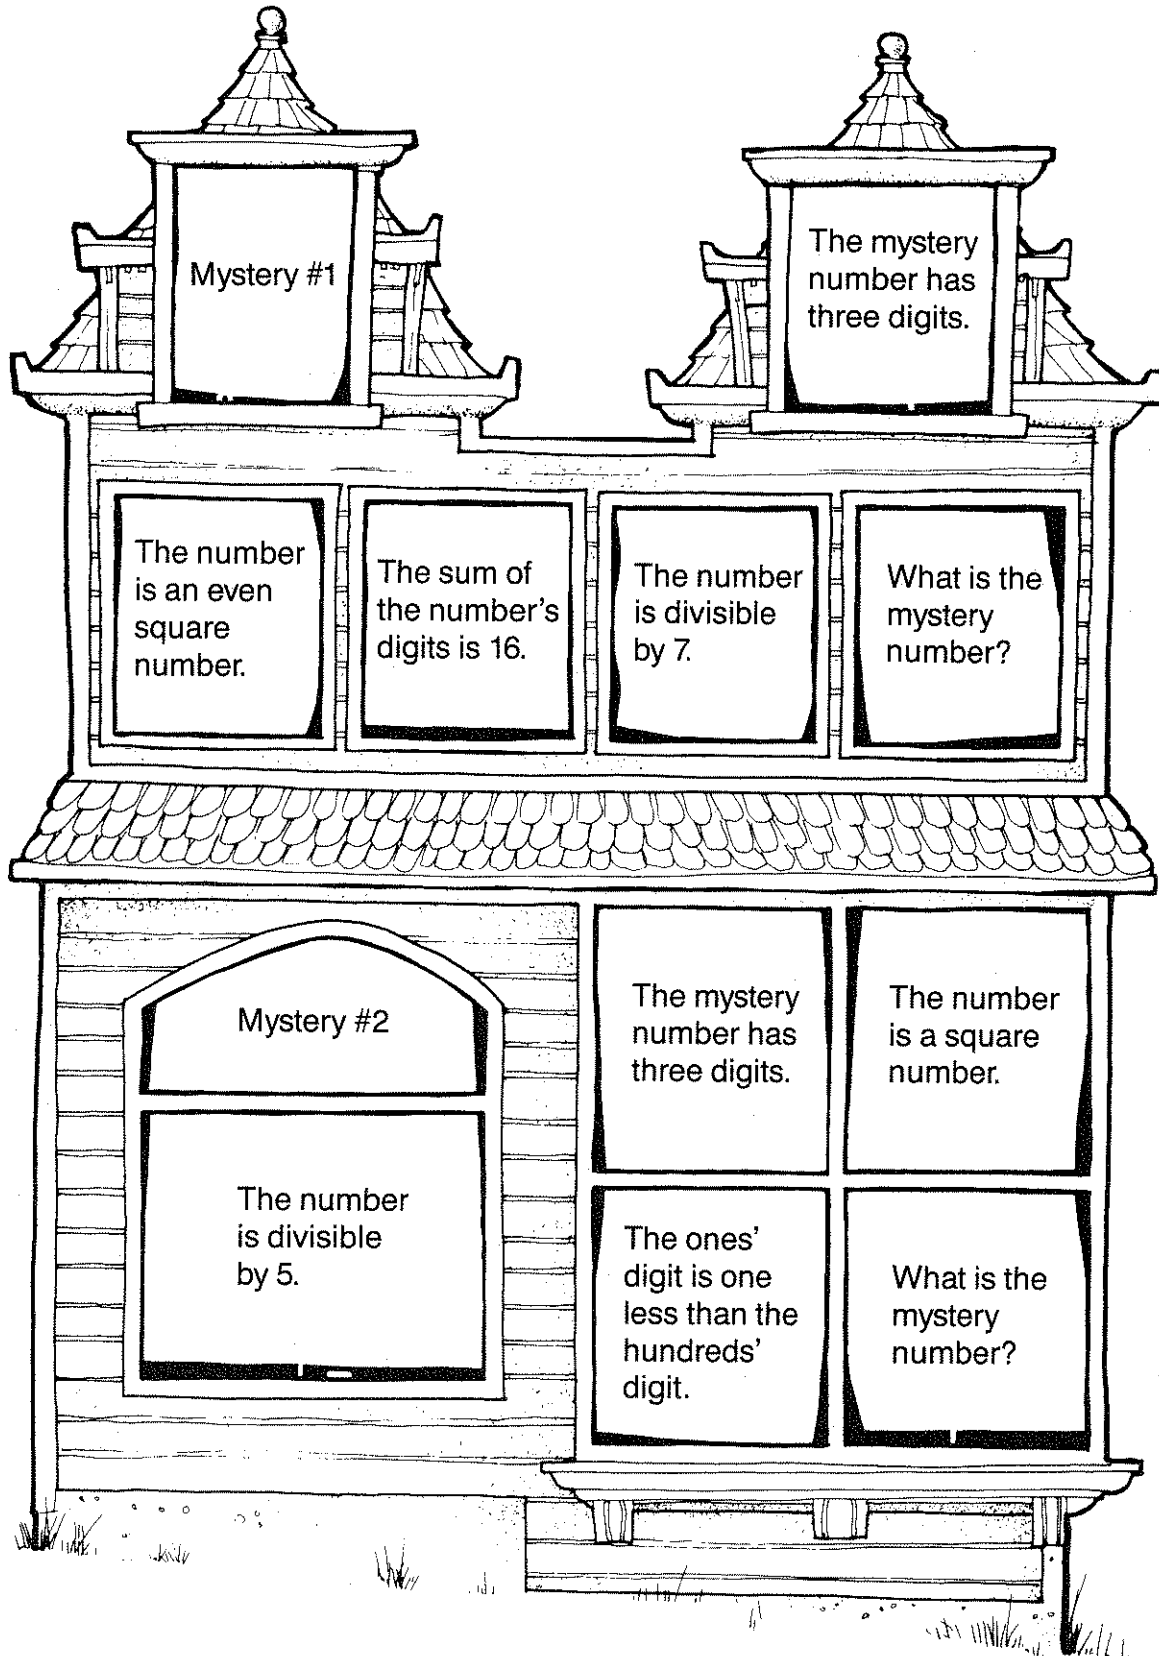 Mystery #1
The mystery
number has
three digits.
The number
is an even
square
number.
The sum of
the number's
digits is 16.
The number
is divisible
by 7.
What is the
mystery
number?
Mystery #2
The number
is divisible
by 5.
The mystery
number has
three digits.
The number
is a square
number.
The ones'
digit is one
less than the
hundreds'
digit.
What is the
mystery
number?